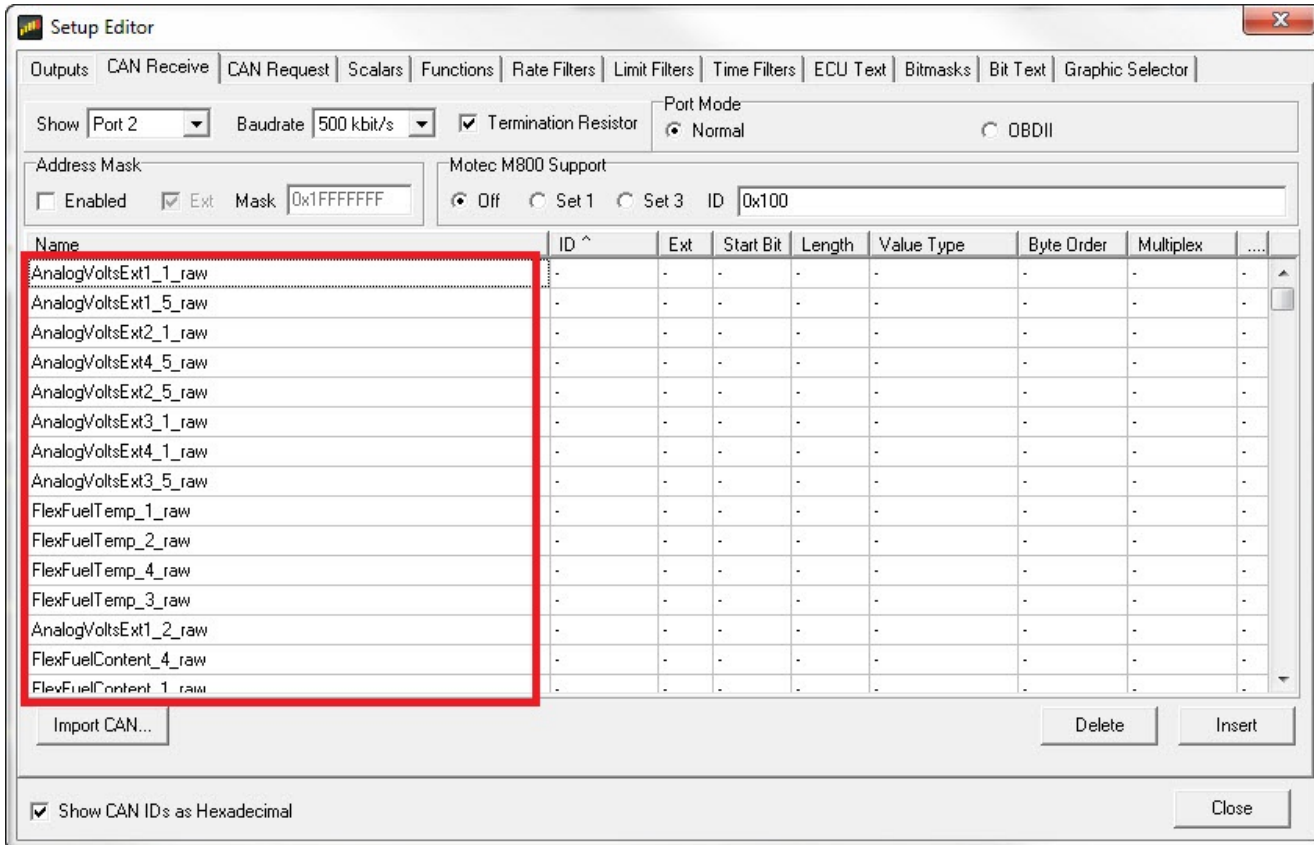 Setup Editor
Outputs CAN Receive CAN Request Scalars Functions Rate Filters Limit Filters Time Filters ECU Text Bitmasks Bit Text Graphic Selector
Show Port 2 Baudrate 500 kbit/s Termination Resistor
Port Mode
Normal OBDII
Address Mask
Enabled Ext Mask 0x1FFFFFFF
Motec M800 Support
Off Set 1 Set 3 ID 0x100
Name ID ^ Ext Start Bit Length Value Type Byte Order Multiplex ....
AnalogVoltsExt1_1_raw - - - - - - - -
AnalogVoltsExt1_5_raw - - - - - - - -
AnalogVoltsExt2_1_raw - - - - - - - -
AnalogVoltsExt4_5_raw - - - - - - - -
AnalogVoltsExt2_5_raw - - - - - - - -
AnalogVoltsExt3_1_raw - - - - - - - -
AnalogVoltsExt4_1_raw - - - - - - - -
AnalogVoltsExt3_5_raw - - - - - - - -
FlexFuelTemp_1_raw - - - - - - - -
FlexFuelTemp_2_raw - - - - - - - -
FlexFuelTemp_4_raw - - - - - - - -
FlexFuelTemp_3_raw - - - - - - - -
AnalogVoltsExt1_2_raw - - - - - - - -
FlexFuelContent_4_raw - - - - - - - -
FlexFuelContent_1_raw - - - - - - - -
Import CAN... Delete Insert
Show CAN IDs as Hexadecimal Close